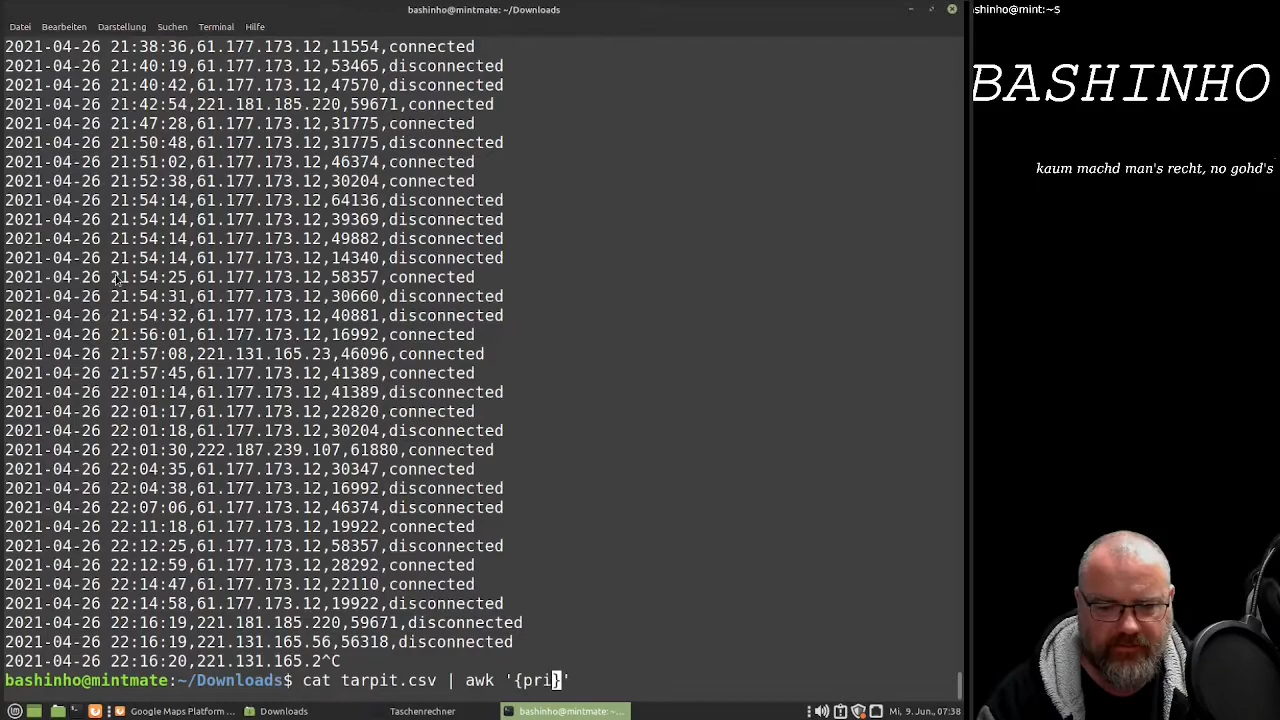 bashinho@mintmate: ~/Downloads
Datei Bearbeiten Darstellung Suchen Terminal Hilfe
2021-04-26 21:38:36,61.177.173.12,11554,connected
2021-04-26 21:40:19,61.177.173.12,53465,disconnected
2021-04-26 21:40:42,61.177.173.12,47570,disconnected
2021-04-26 21:42:54,221.181.185.220,59671,connected
2021-04-26 21:47:28,61.177.173.12,31775,connected
2021-04-26 21:50:48,61.177.173.12,31775,disconnected
2021-04-26 21:51:02,61.177.173.12,46374,connected
2021-04-26 21:52:38,61.177.173.12,30204,connected
2021-04-26 21:54:14,61.177.173.12,64136,disconnected
2021-04-26 21:54:14,61.177.173.12,39369,disconnected
2021-04-26 21:54:14,61.177.173.12,49882,disconnected
2021-04-26 21:54:14,61.177.173.12,14340,disconnected
2021-04-26 21:54:25,61.177.173.12,58357,connected
2021-04-26 21:54:31,61.177.173.12,30660,disconnected
2021-04-26 21:54:32,61.177.173.12,40881,disconnected
2021-04-26 21:56:01,61.177.173.12,16992,connected
2021-04-26 21:57:08,221.131.165.23,46096,connected
2021-04-26 21:57:45,61.177.173.12,41389,connected
2021-04-26 22:01:14,61.177.173.12,41389,disconnected
2021-04-26 22:01:17,61.177.173.12,22820,connected
2021-04-26 22:01:18,61.177.173.12,30204,disconnected
2021-04-26 22:01:30,222.187.239.107,61880,connected
2021-04-26 22:04:35,61.177.173.12,30347,connected
2021-04-26 22:04:38,61.177.173.12,16992,disconnected
2021-04-26 22:07:06,61.177.173.12,46374,disconnected
2021-04-26 22:11:18,61.177.173.12,19922,connected
2021-04-26 22:12:25,61.177.173.12,58357,disconnected
2021-04-26 22:12:59,61.177.173.12,28292,connected
2021-04-26 22:14:47,61.177.173.12,22110,connected
2021-04-26 22:14:58,61.177.173.12,19922,disconnected
2021-04-26 22:16:19,221.181.185.220,59671,disconnected
2021-04-26 22:16:19,221.131.165.56,56318,disconnected
2021-04-26 22:16:20,221.131.165.2^C
bashinho@mintmate:~/Downloads$ cat tarpit.csv | awk '{pri}'
shinho@mint:~$
BASHINHO
kaum machd man's recht, no gohd's
Google Maps Platform ... Downloads Taschenrechner bashinho@mintmate: ~/... Mi, 9. Jun., 07:38